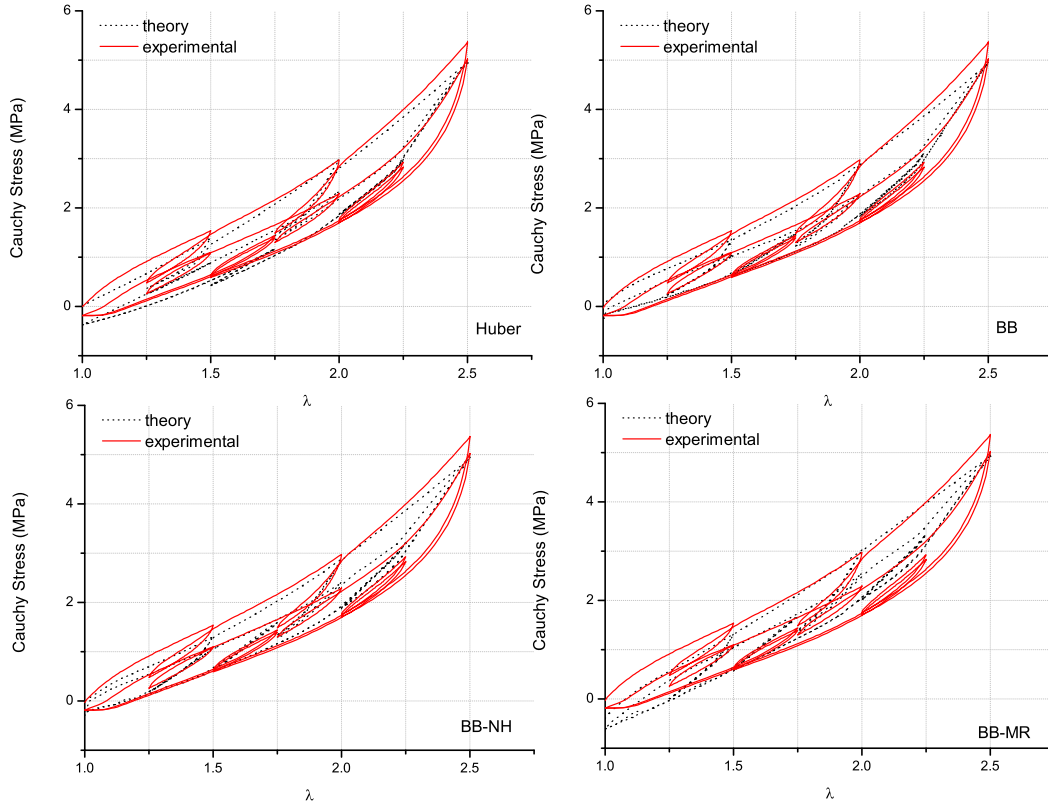 6
theory
experimental
4
2
0
Cauchy Stress (MPa)
Huber
1.0
1.5
2.0
2.5
λ
6
theory
experimental
4
2
0
Cauchy Stress (MPa)
BB
1.0
1.5
2.0
2.5
λ
6
theory
experimental
4
2
0
Cauchy Stress (MPa)
BB-NH
1.0
1.5
2.0
2.5
λ
6
theory
experimental
4
2
0
Cauchy Stress (MPa)
BB-MR
1.0
1.5
2.0
2.5
λ